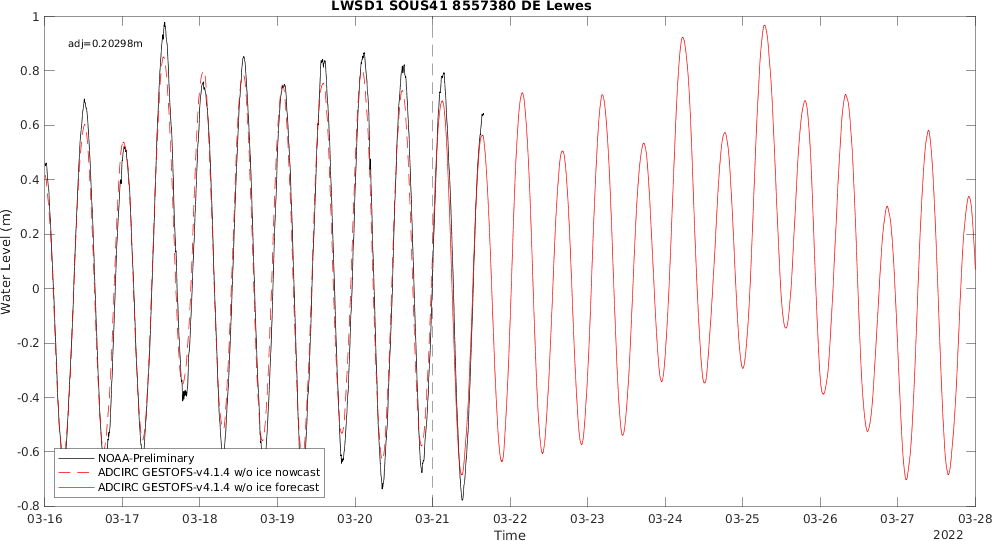 LWSD1 SOUS41 8557380 DE Lewes
adj=0.20298m
Water Level (m)
1
0.8
0.6
0.4
0.2
0
-0.2
-0.4
-0.6
-0.8
NOAA-Preliminary
ADCIRC GESTOFS-v4.1.4 w/o ice nowcast
ADCIRC GESTOFS-v4.1.4 w/o ice forecast
03-16 03-17 03-18 03-19 03-20 03-21 03-22 03-23 03-24 03-25 03-26 03-27 03-28
Time
2022